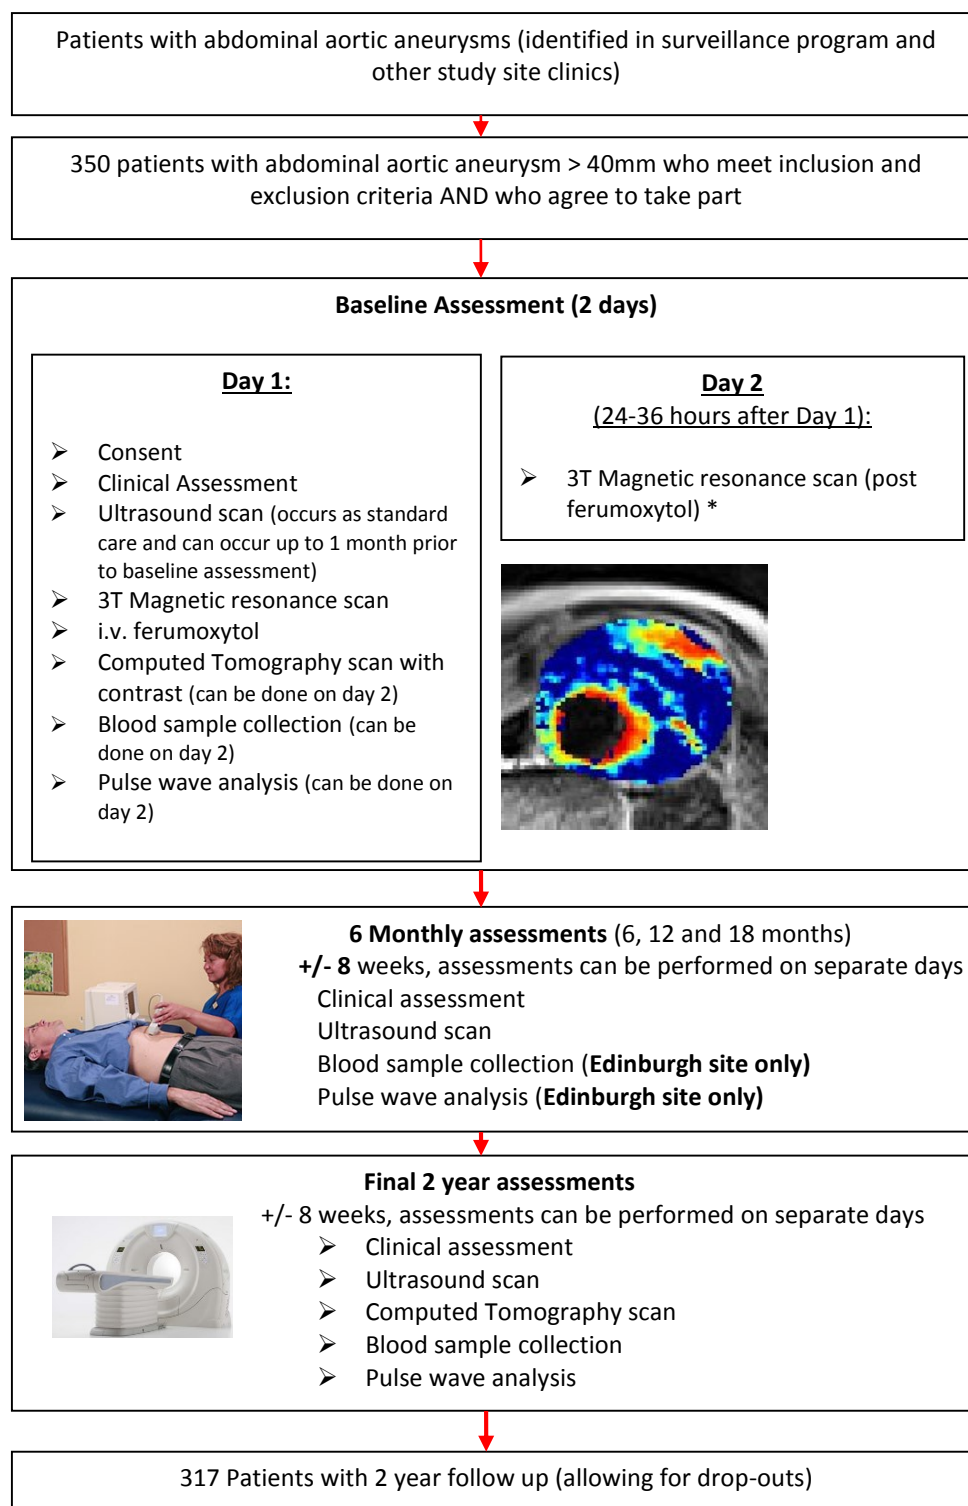 Patients with abdominal aortic aneurysms (identified in surveillance program and
other study site clinics)
350 patients with abdominal aortic aneurysm > 40mm who meet inclusion and
exclusion criteria AND who agree to take part
Baseline Assessment (2 days)
Day 1:
➢ Consent
➢ Clinical Assessment
➢ Ultrasound scan (occurs as standard
care and can occur up to 1 month prior
to baseline assessment)
➢ 3T Magnetic resonance scan
➢ i.v. ferumoxytol
➢ Computed Tomography scan with
contrast (can be done on day 2)
➢ Blood sample collection (can be
done on day 2)
➢ Pulse wave analysis (can be done on
day 2)
Day 2
(24-36 hours after Day 1):
➢ 3T Magnetic resonance scan (post
ferumoxytol) *
6 Monthly assessments (6, 12 and 18 months)
+/- 8 weeks, assessments can be performed on separate days
Clinical assessment
Ultrasound scan
Blood sample collection (Edinburgh site only)
Pulse wave analysis (Edinburgh site only)
Final 2 year assessments
+/- 8 weeks, assessments can be performed on separate days
➢ Clinical assessment
➢ Ultrasound scan
➢ Computed Tomography scan
➢ Blood sample collection
➢ Pulse wave analysis
317 Patients with 2 year follow up (allowing for drop-outs)